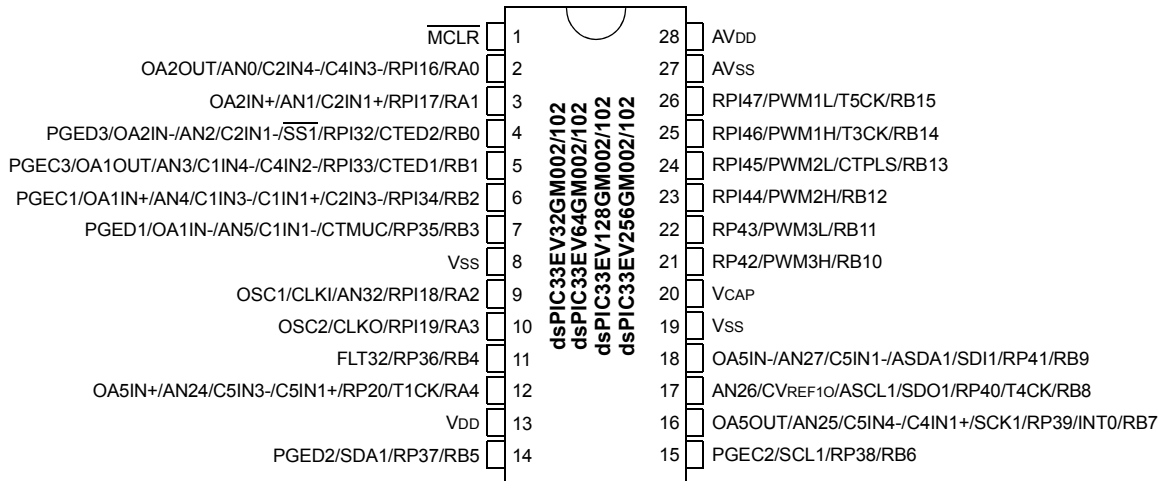 MCLR 1
OA2OUT/AN0/C2IN4-/C4IN3-/RPI16/RA0 2
OA2IN+/AN1/C2IN1+/RPI17/RA1 3
PGED3/OA2IN-/AN2/C2IN1-/SS1/RPI32/CTED2/RB0 4
PGEC3/OA1OUT/AN3/C1IN4-/C4IN2-/RPI33/CTED1/RB1 5
PGEC1/OA1IN+/AN4/C1IN3-/C1IN1+/C2IN3-/RPI34/RB2 6
PGED1/OA1IN-/AN5/C1IN1-/CTMUC/RP35/RB3 7
VSS 8
OSC1/CLKI/AN32/RPI18/RA2 9
OSC2/CLKO/RPI19/RA3 10
FLT32/RP36/RB4 11
OA5IN+/AN24/C5IN3-/C5IN1+/RP20/T1CK/RA4 12
VDD 13
PGED2/SDA1/RP37/RB5 14
dsPIC33EV32GM002/102
dsPIC33EV64GM002/102
dsPIC33EV128GM002/102
dsPIC33EV256GM002/102
28 AVDD
27 AVSS
26 RPI47/PWM1L/T5CK/RB15
25 RPI46/PWM1H/T3CK/RB14
24 RPI45/PWM2L/CTPLS/RB13
23 RPI44/PWM2H/RB12
22 RP43/PWM3L/RB11
21 RP42/PWM3H/RB10
20 VCAP
19 VSS
18 OA5IN-/AN27/C5IN1-/ASDA1/SDI1/RP41/RB9
17 AN26/CVREF1O/ASCL1/SDO1/RP40/T4CK/RB8
16 OA5OUT/AN25/C5IN4-/C4IN1+/SCK1/RP39/INT0/RB7
15 PGEC2/SCL1/RP38/RB6